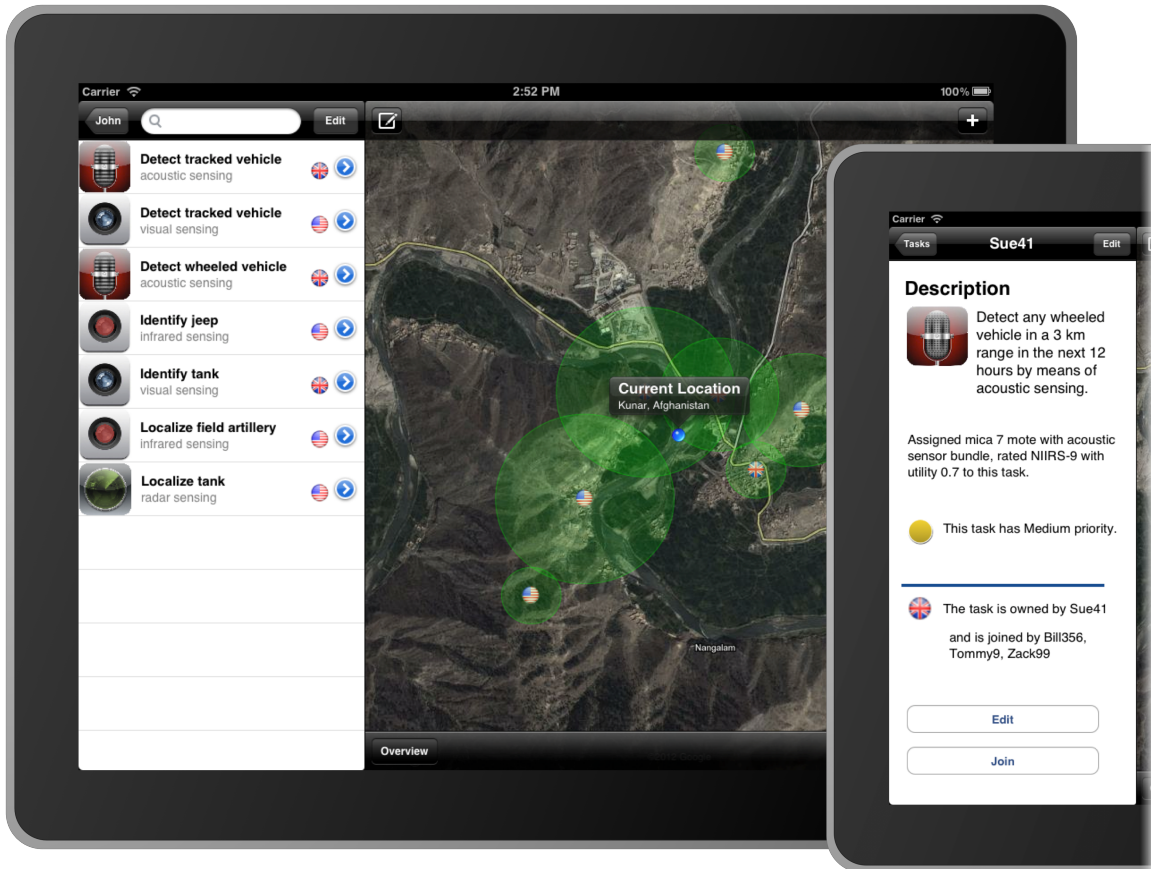 Carrier
2:52 PM
100%
John
Edit
Detect tracked vehicle
acoustic sensing
Detect tracked vehicle
visual sensing
Detect wheeled vehicle
acoustic sensing
Identify jeep
infrared sensing
Identify tank
visual sensing
Localize field artillery
infrared sensing
Localize tank
radar sensing
Current Location
Kunar, Afghanistan
Nangalam
Overview
©2012 Google
Carrier
Tasks
Sue41
Edit
Description
Detect any wheeled
vehicle in a 3 km
range in the next 12
hours by means of
acoustic sensing.
Assigned mica 7 mote with acoustic
sensor bundle, rated NIIRS-9 with
utility 0.7 to this task.
This task has Medium priority.
The task is owned by Sue41
and is joined by Bill356,
Tommy9, Zack99
Edit
Join